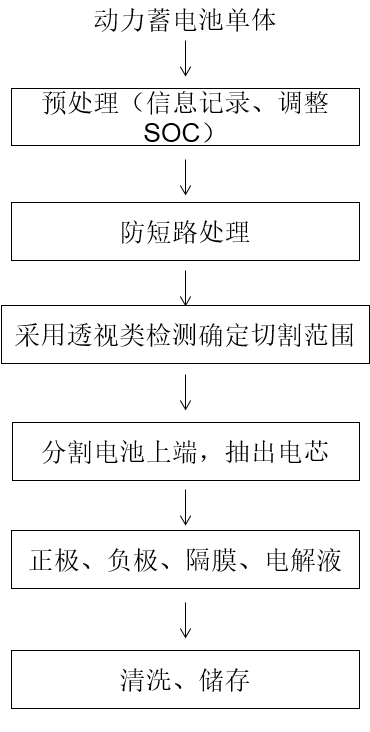 动力蓄电池单体
预处理（信息记录、调整
SOC）
防短路处理
采用透视类检测确定切割范围
分割电池上端，抽出电芯
正极、负极、隔膜、电解液
清洗、储存